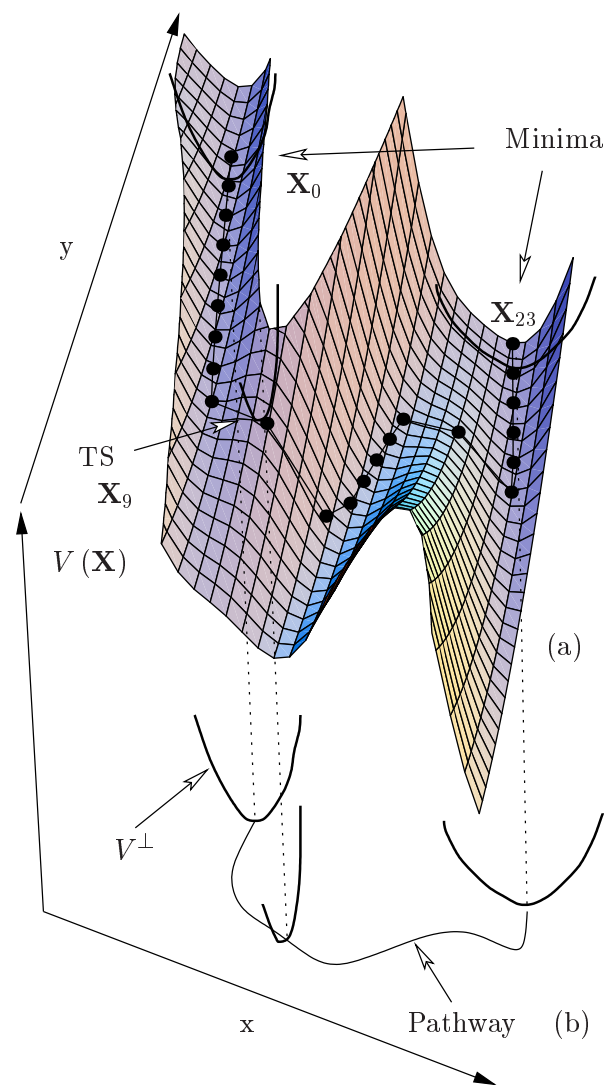 Minima
X₀
y
X₂₃
TS
X₉
V (X)
(a)
V⊥
x
Pathway (b)